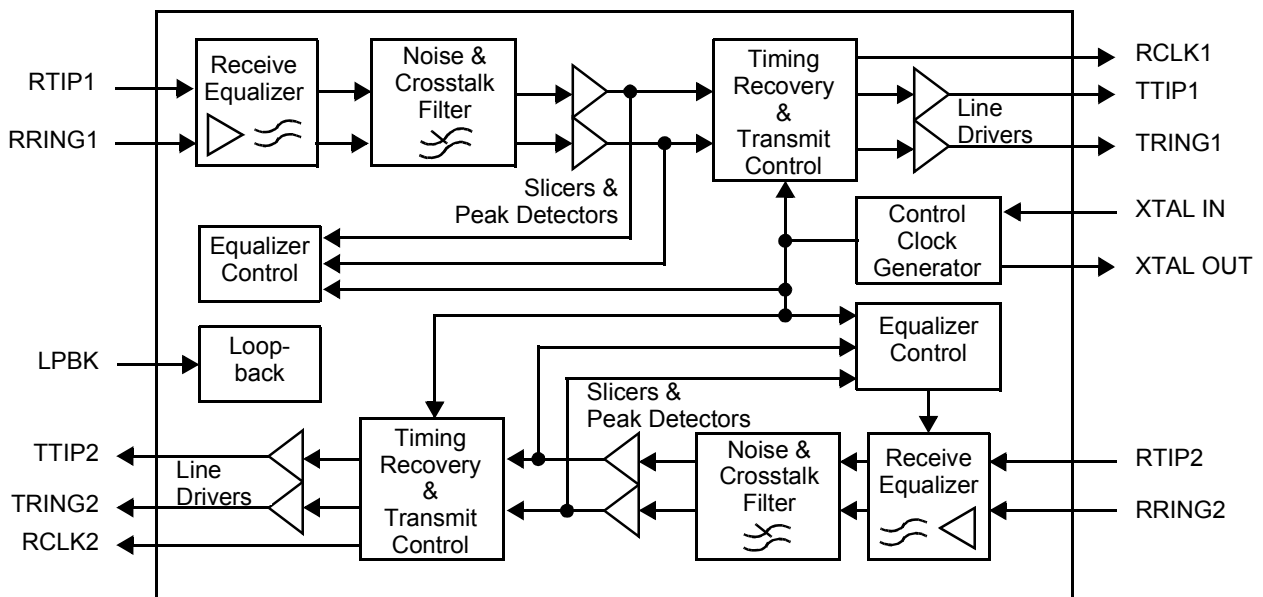 RTIP1
RRING1
Receive
Equalizer
Noise &
Crosstalk
Filter
Slicers &
Peak Detectors
Timing
Recovery
&
Transmit
Control
Line
Drivers
RCLK1
TTIP1
TRING1
Equalizer
Control
Control
Clock
Generator
XTAL IN
XTAL OUT
LPBK
Loop-
back
Equalizer
Control
Slicers &
Peak Detectors
TTIP2
TRING2
RCLK2
Line
Drivers
Timing
Recovery
&
Transmit
Control
Noise &
Crosstalk
Filter
Receive
Equalizer
RTIP2
RRING2